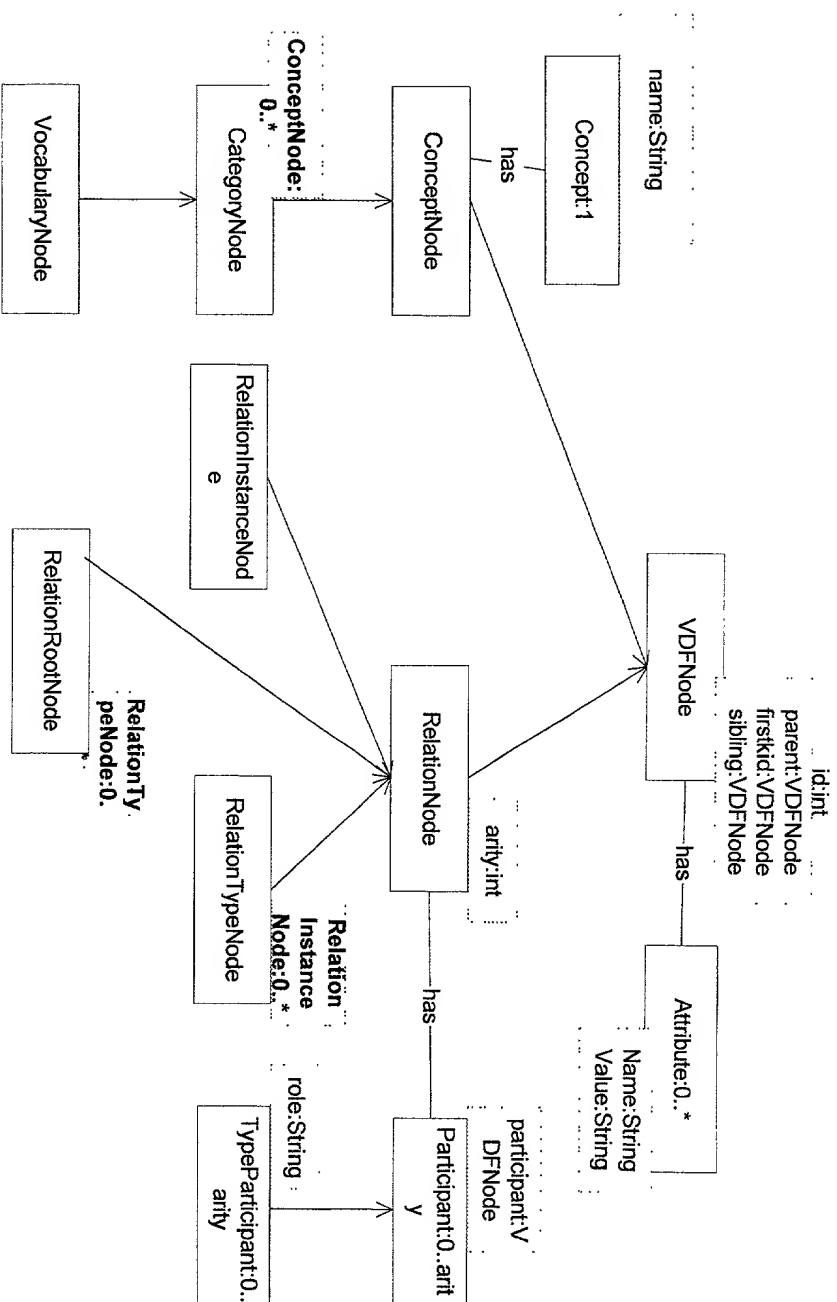 id:int
parent:VDFNode
firstkid:VDFNode
sibling:VDFNode
VDFNode
has
Attribute:0..*
Name:String
Value:String
name:String
Concept:1
has
ConceptNode
ConceptNode:
0..*
CategoryNode
VocabularyNode
arity:int
RelationNode
has
participant:V
DFNode
Participant:0..arit
y
role:String
TypeParticipant:0..
arity
RelationInstanceNod
e
Relation
Instance
Node:0..*
RelationTypeNode
RelationRootNode
RelationTy
peNode:0.
*